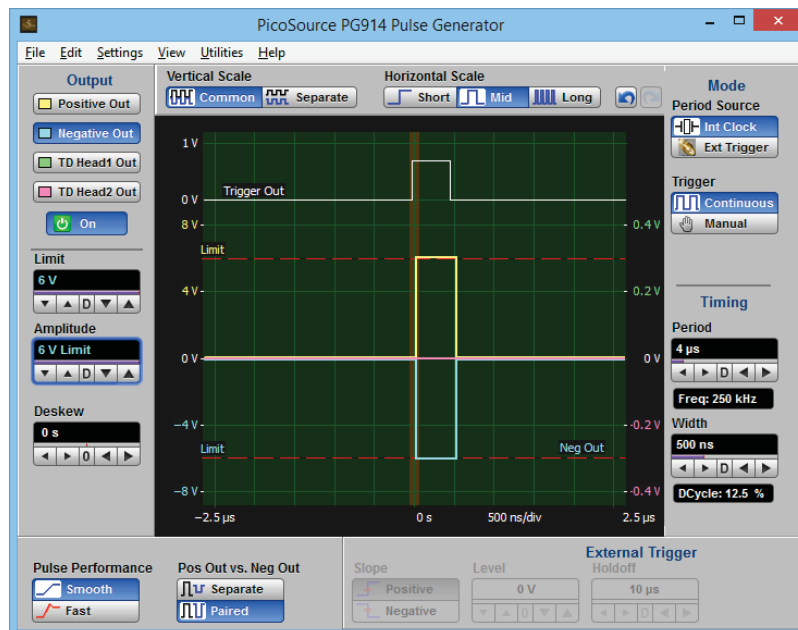 PicoSource PG914 Pulse Generator
File Edit Settings View Utilities Help
Output
Positive Out
Negative Out
TD Head1 Out
TD Head2 Out
On
Limit
6 V
D
Amplitude
6 V Limit
D
Deskew
0 s
0
Vertical Scale
Common
Separate
Horizontal Scale
Short
Mid
Long
1 V
0 V
Trigger Out
8 V
4 V
0 V
−4 V
−8 V
Limit
Limit
Neg Out
0.4 V
0.2 V
0 V
-0.2 V
-0.4 V
−2.5 µs
0 s
500 ns/div
2.5 µs
Mode
Period Source
Int Clock
Ext Trigger
Trigger
Continuous
Manual
Timing
Period
4 µs
D
Freq: 250 kHz
Width
500 ns
D
DCycle: 12.5 %
Pulse Performance
Smooth
Fast
Pos Out vs. Neg Out
Separate
Paired
External Trigger
Slope
Positive
Negative
Level
0 V
0
Holdoff
10 µs
D